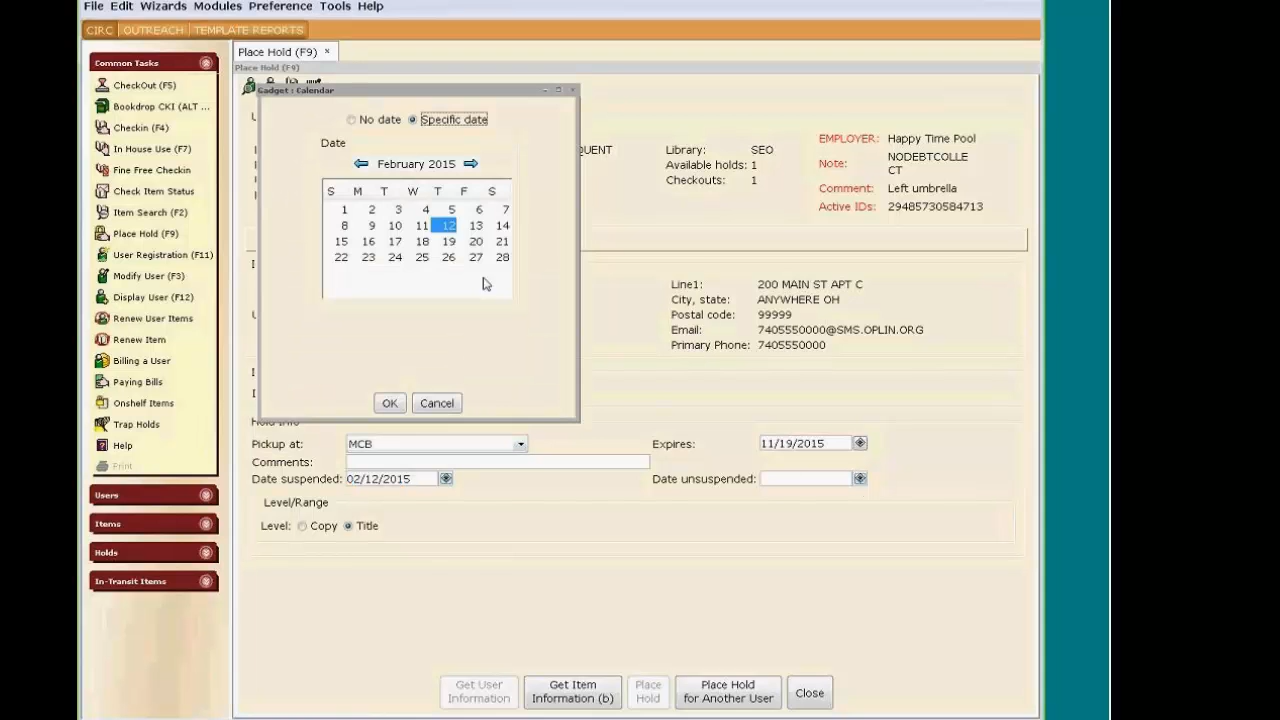 File Edit Wizards Modules Preference Tools Help
CIRC OUTREACH TEMPLATE REPORTS
Common Tasks
CheckOut (F5)
Bookdrop CKI (ALT ...
Checkin (F4)
In House Use (F7)
Fine Free Checkin
Check Item Status
Item Search (F2)
Place Hold (F9)
User Registration (F11)
Modify User (F3)
Display User (F12)
Renew User Items
Renew Item
Billing a User
Paying Bills
Onshelf Items
Trap Holds
Help
Print
Users
Items
Holds
In-Transit Items
Place Hold (F9) ×
Place Hold (F9)
Gadget : Calendar
No date Specific date
Date
February 2015
S M T W T F S
1 2 3 4 5 6 7
8 9 10 11 12 13 14
15 16 17 18 19 20 21
22 23 24 25 26 27 28
OK Cancel
QUENT
Library: SEO
Available holds: 1
Checkouts: 1
EMPLOYER: Happy Time Pool
Note: NODEBTCOLLE
CT
Comment: Left umbrella
Active IDs: 29485730584713
Line1: 200 MAIN ST APT C
City, state: ANYWHERE OH
Postal code: 99999
Email: 7405550000@SMS.OPLIN.ORG
Primary Phone: 7405550000
Hold Info
Pickup at: MCB Expires: 11/19/2015
Comments:
Date suspended: 02/12/2015 Date unsuspended:
Level/Range
Level: Copy Title
Get User
Information
Get Item
Information (b)
Place
Hold
Place Hold
for Another User
Close